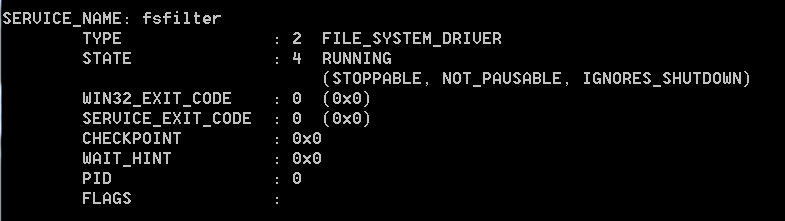 SERVICE_NAME: fsfilter
        TYPE               : 2  FILE_SYSTEM_DRIVER
        STATE              : 4  RUNNING
                                (STOPPABLE, NOT_PAUSABLE, IGNORES_SHUTDOWN)
        WIN32_EXIT_CODE    : 0  (0x0)
        SERVICE_EXIT_CODE  : 0  (0x0)
        CHECKPOINT         : 0x0
        WAIT_HINT          : 0x0
        PID                : 0
        FLAGS              :